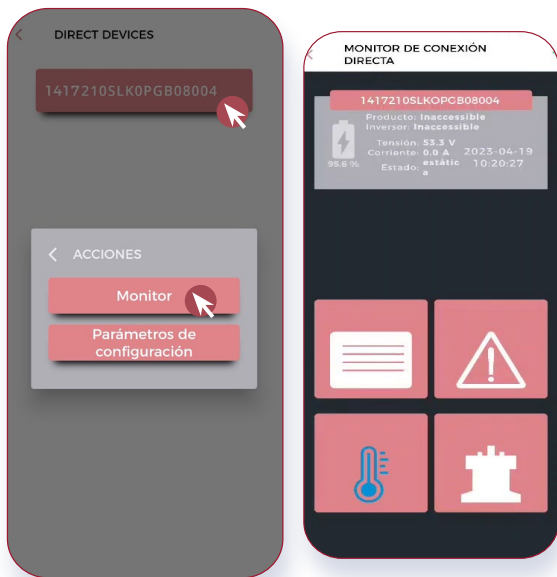 DIRECT DEVICES
1417210SLK0PGB08004
ACCIONES
Monitor
Parámetros de
configuración
MONITOR DE CONEXIÓN
DIRECTA
1417210SLKOPGB08004
Producto: Inaccessible
Inversor: Inaccessible
Tensión: 53.3 V
Corriente: 0.0 A 2023-04-19
95.6 % Estado: estátic 10:20:27
a